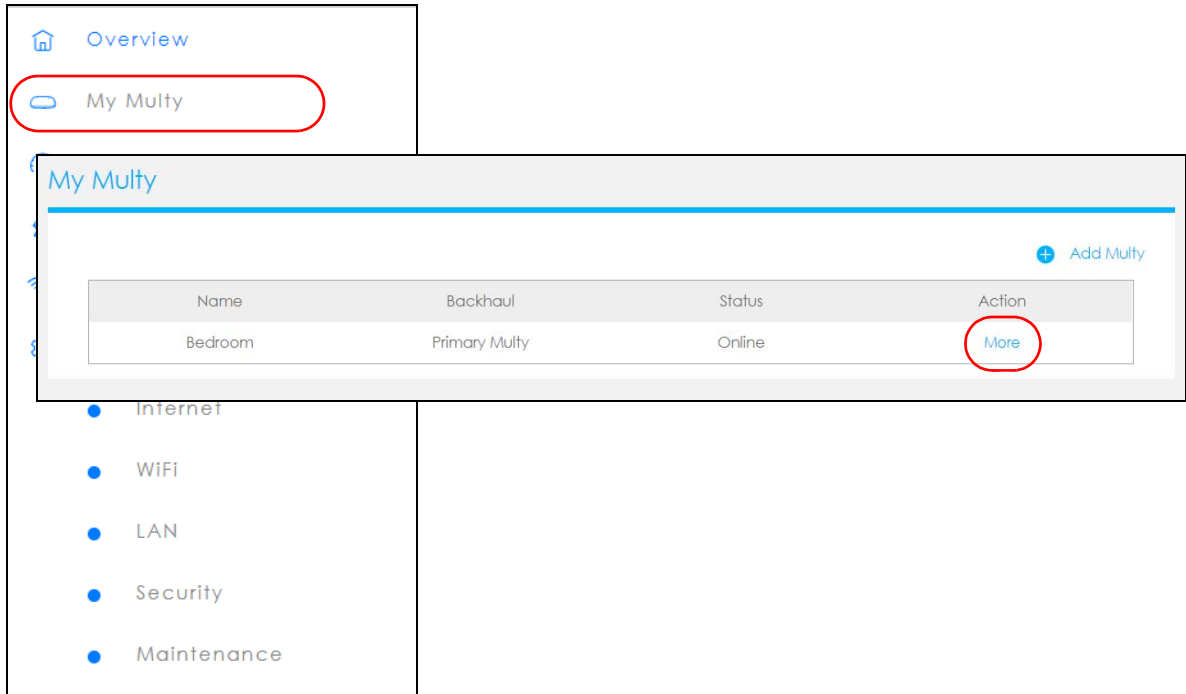 Overview
My Multy
My Multy
Add Multy
Name Backhaul Status Action
Bedroom Primary Multy Online More
Internet
WiFi
LAN
Security
Maintenance